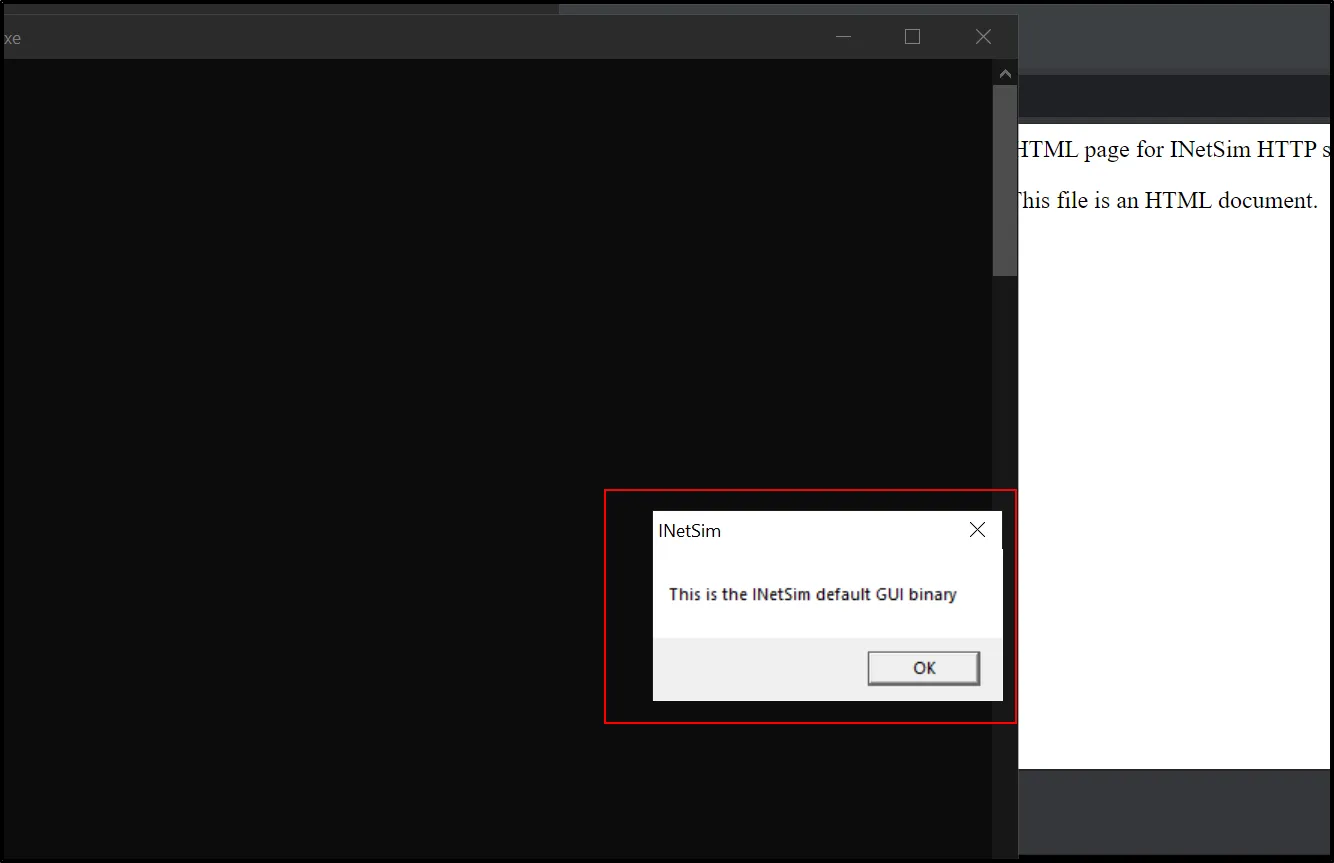 xe
HTML page for INetSim HTTP s
This file is an HTML document.
INetSim
This is the INetSim default GUI binary
OK